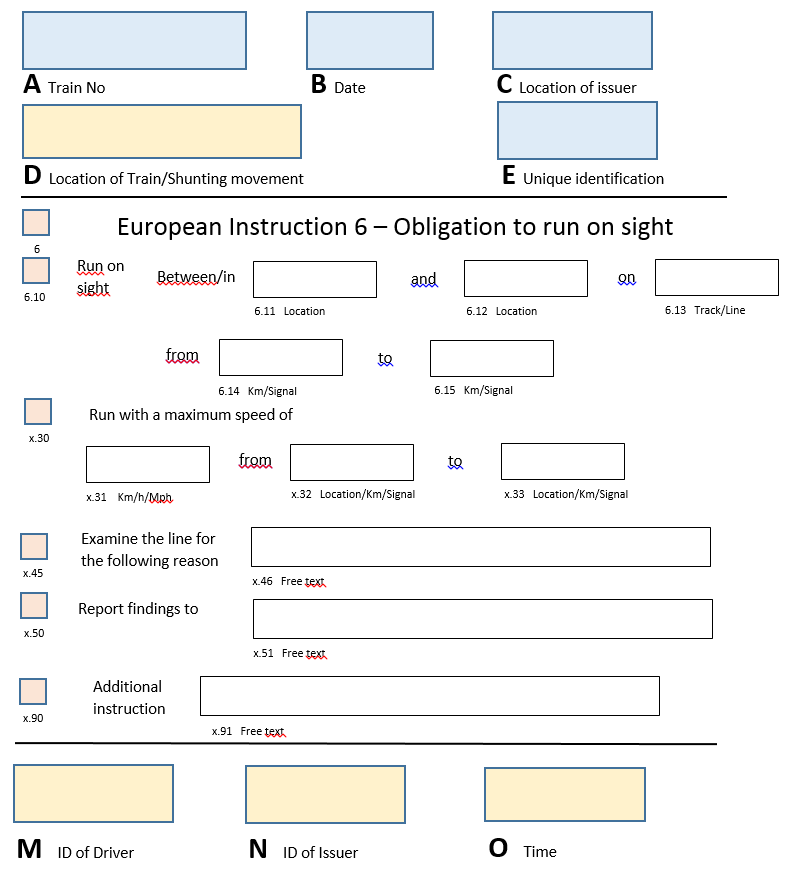 A Train No
B Date
C Location of issuer
D Location of Train/Shunting movement
E Unique identification
6
European Instruction 6 – Obligation to run on sight
6.10
Run on
sight
Between/in
and
on
6.11 Location
6.12 Location
6.13 Track/Line
from
to
6.14 Km/Signal
6.15 Km/Signal
x.30
Run with a maximum speed of
from
to
x.31 Km/h/Mph
x.32 Location/Km/Signal
x.33 Location/Km/Signal
x.45
Examine the line for
the following reason
x.46 Free text
x.50
Report findings to
x.51 Free text
x.90
Additional
instruction
x.91 Free text
M ID of Driver
N ID of Issuer
O Time